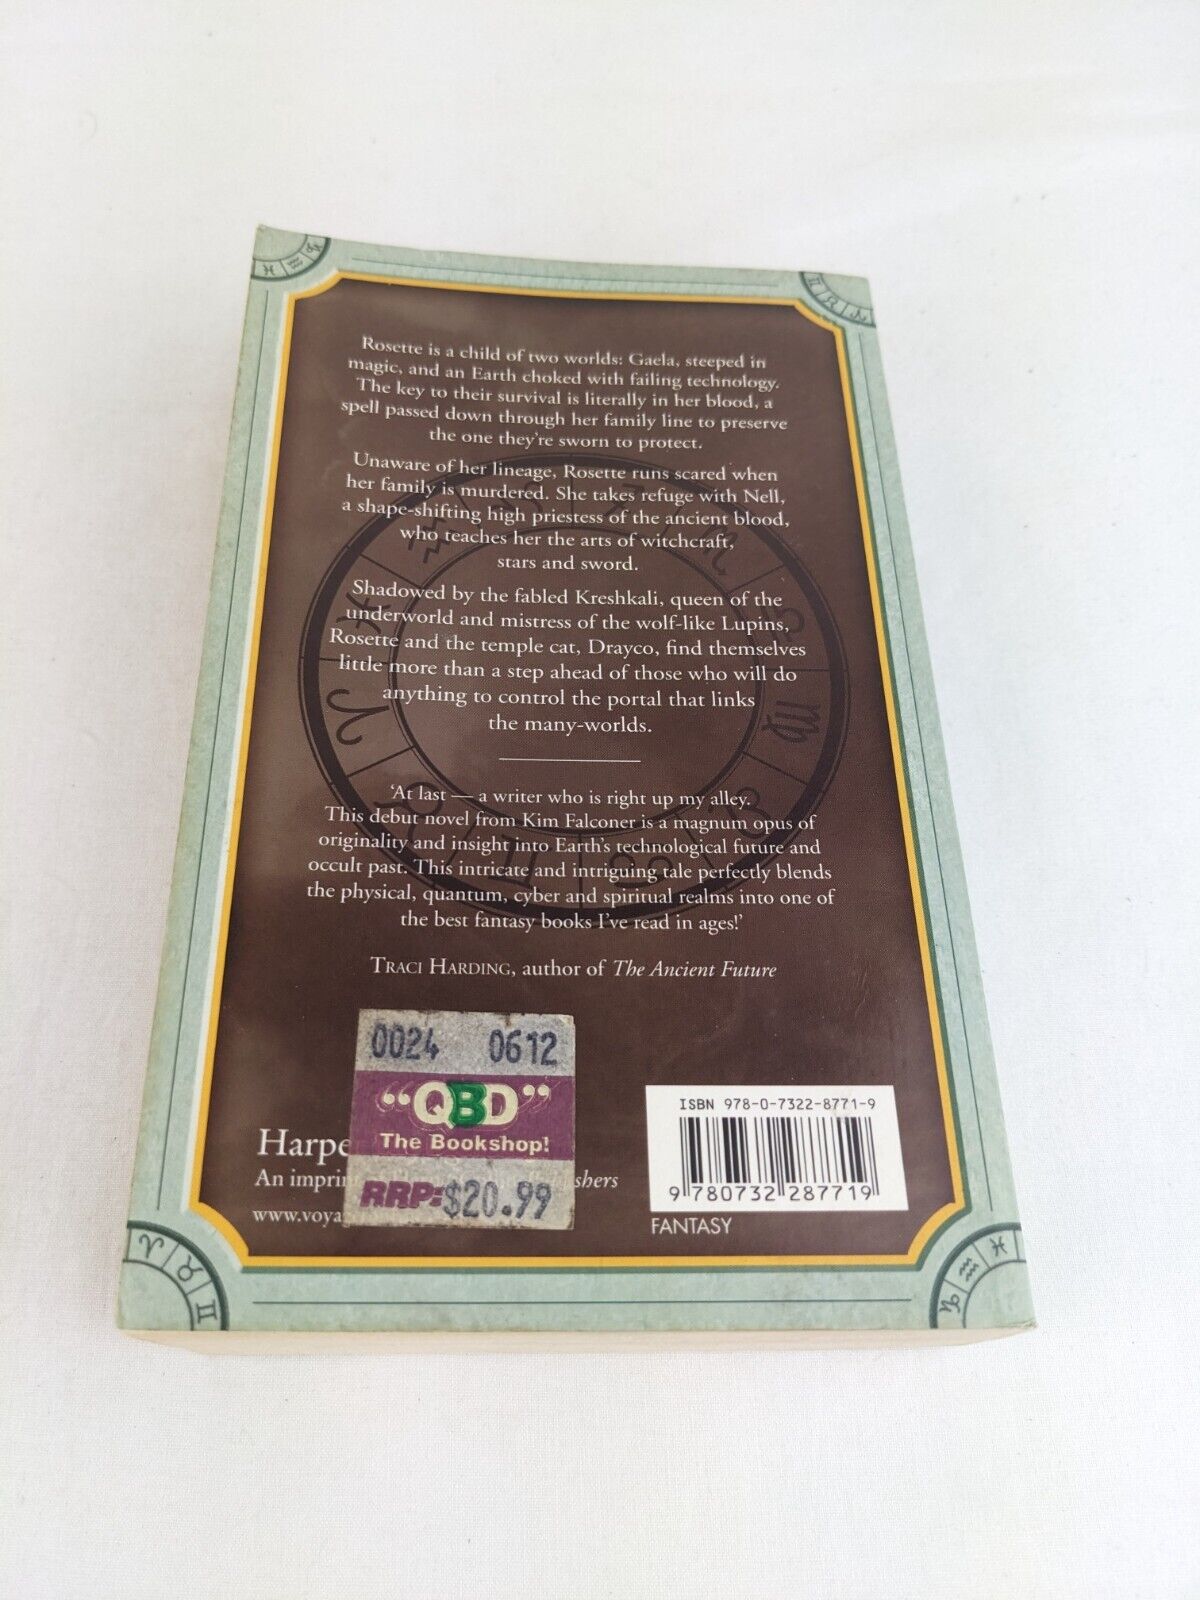 Rosette is a child of two worlds: Gaela, steeped in
magic, and an Earth choked with failing technology.
The key to their survival is literally in her blood, a
spell passed down through her family line to preserve
the one they're sworn to protect.
Unaware of her lineage, Rosette runs scared when
her family is murdered. She takes refuge with Nell,
a shape-shifting high priestess of the ancient blood,
who teaches her the arts of witchcraft,
stars and sword.
Shadowed by the fabled Kreshkali, queen of the
underworld and mistress of the wolf-like Lupins,
Rosette and the temple cat, Drayco, find themselves
little more than a step ahead of those who will do
anything to control the portal that links
the many-worlds.
'At last — a writer who is right up my alley.
This debut novel from Kim Falconer is a magnum opus of
originality and insight into Earth's technological future and
occult past. This intricate and intriguing tale perfectly blends
the physical, quantum, cyber and spiritual realms into one of
the best fantasy books I've read in ages!'
TRACI HARDING, author of The Ancient Future
0024 0612
"QBD"
The Bookshop!
RRP:$20.99
Harpe
An imprin shers
www.voya
ISBN 978-0-7322-8771-9
9 780732 287719
FANTASY